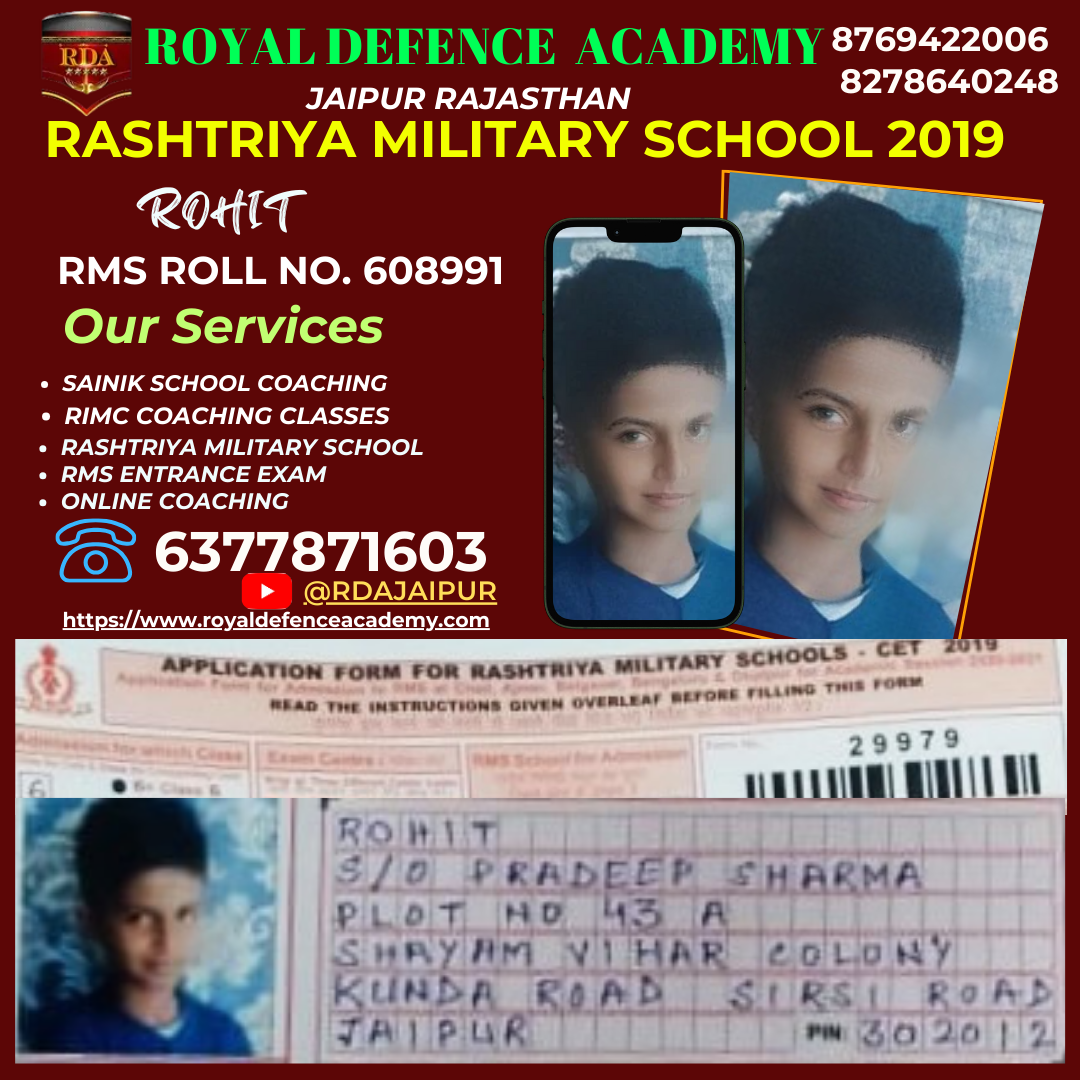 RDA
ROYAL DEFENCE ACADEMY
8769422006
8278640248
JAIPUR RAJASTHAN
RASHTRIYA MILITARY SCHOOL 2019
ROHIT
RMS ROLL NO. 608991
Our Services
• SAINIK SCHOOL COACHING
• RIMC COACHING CLASSES
• RASHTRIYA MILITARY SCHOOL
• RMS ENTRANCE EXAM
• ONLINE COACHING
6377871603
@RDAJAIPUR
https://www.royaldefenceacademy.com
APPLICATION FORM FOR RASHTRIYA MILITARY SCHOOLS - CET 2019
READ THE INSTRUCTIONS GIVEN OVERLEAF BEFORE FILLING THIS FORM
Admission for which Class
Exam Centre
RMS School for Admission
Form No.
29979
6
Class 6
ROHIT
S/O PRADEEP SHARMA
PLOT NO 43 A
SHAYAM VIHAR COLONY
KUNDA ROAD SIRSI ROAD
JAIPUR PIN 302012